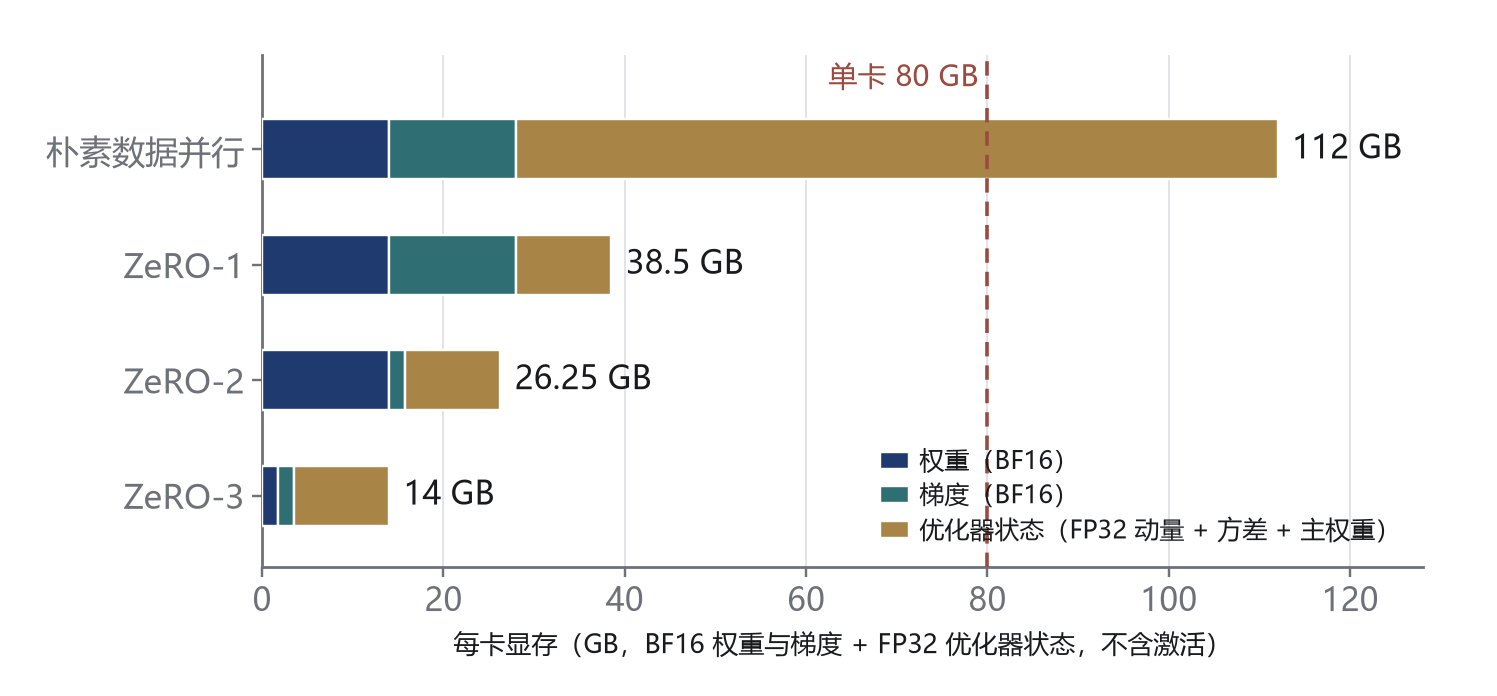 单卡 80 GB
朴素数据并行
112 GB
ZeRO-1
38.5 GB
ZeRO-2
26.25 GB
ZeRO-3
14 GB
权重（BF16）
梯度（BF16）
优化器状态（FP32 动量 + 方差 + 主权重）
0 20 40 60 80 100 120
每卡显存（GB，BF16 权重与梯度 + FP32 优化器状态，不含激活）